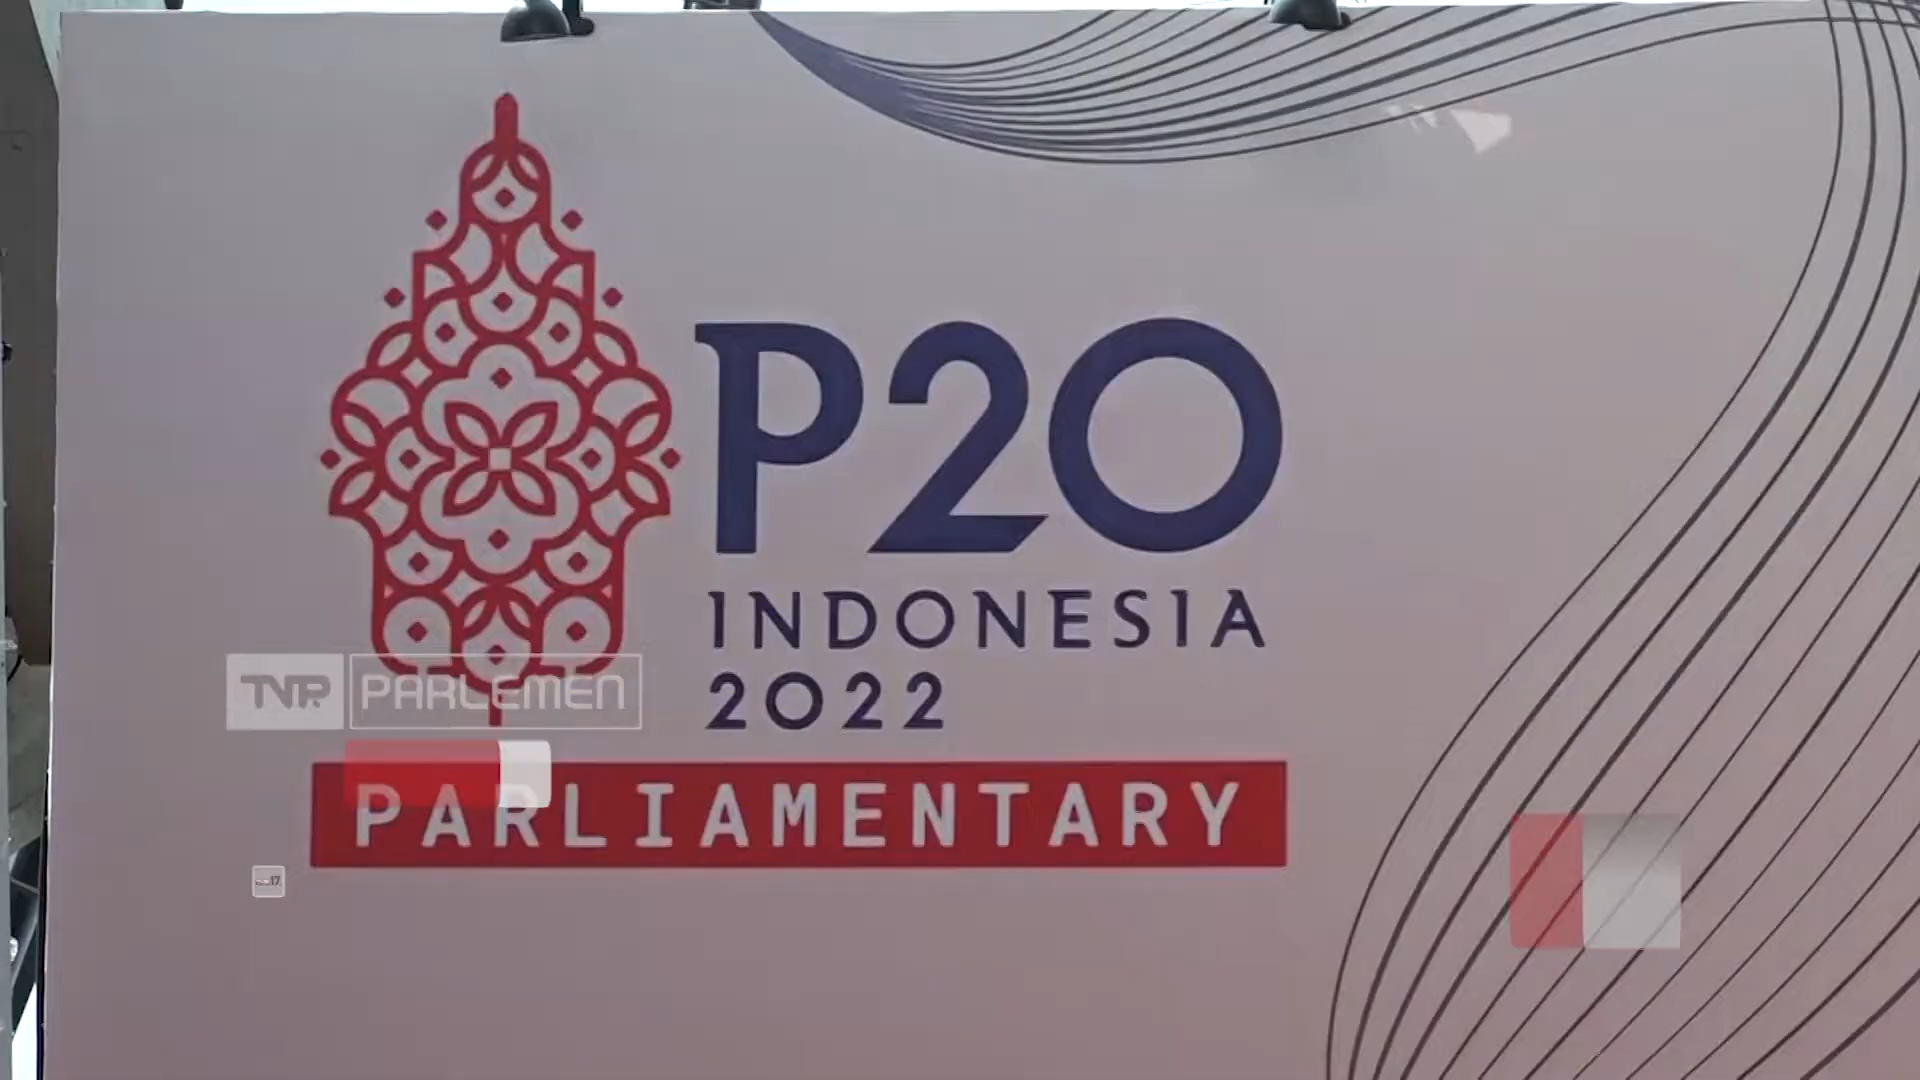 P20
INDONESIA
2022
TVR PARLEMEN
PARLIAMENTARY